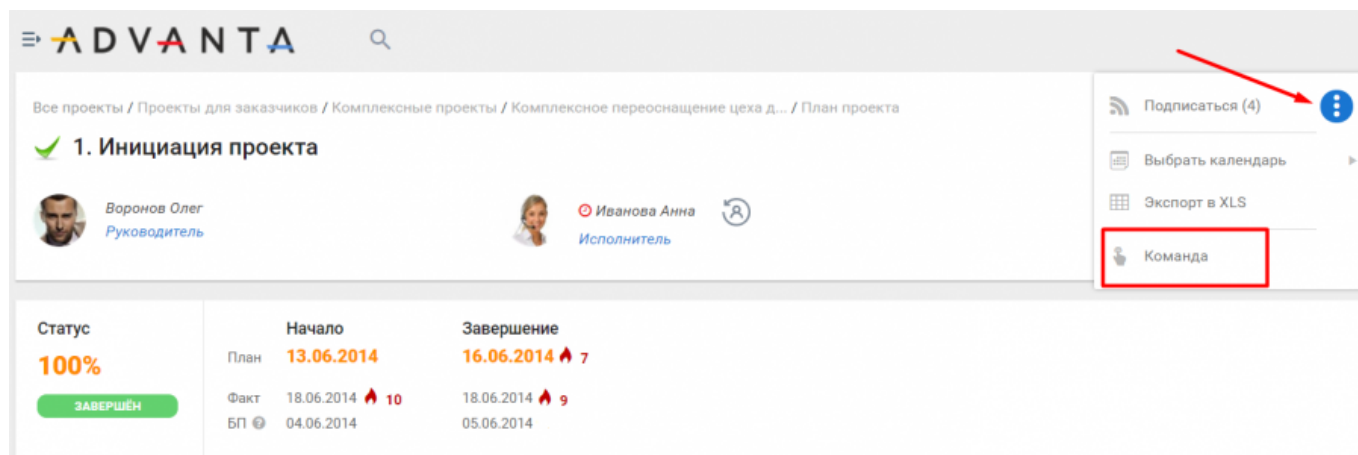 ADVANTA
Все проекты / Проекты для заказчиков / Комплексные проекты / Комплексное переоснащение цеха д... / План проекта
1. Инициация проекта
Воронов Олег
Руководитель
Иванова Анна
Исполнитель
Подписаться (4)
Выбрать календарь
Экспорт в XLS
Команда
Статус
100%
ЗАВЕРШЁН
Начало Завершение
План 13.06.2014 16.06.2014 7
Факт 18.06.2014 10 18.06.2014 9
БП ? 04.06.2014 05.06.2014